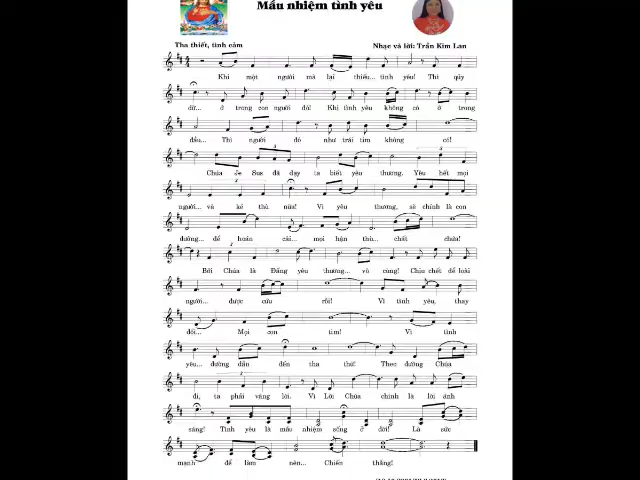 Mầu nhiệm tình yêu
Tha thiết, tình cảm
Nhạc và lời: Trần Kim Lan
Khi một người mà lại thiếu... tình yêu! Thì qủy
dữ... ở trong con người đó! Khi tình yêu không có ở trong
đầu... Thì người đó như trái tim không có!
Chúa Je Sus đã dạy ta biết yêu thương. Yêu hết mọi
người... và kẻ thù nữa! Vì yêu thương, sẽ chính là con
đường... để hoán cải... mọi hận thù... chất chứa!
Bởi Chúa là Đấng yêu thương... vô cùng! Chịu chết để loài
người... được cứu rỗi! Vì tình yêu, thay
đổi... Mọi con tim! Vì tình
yêu... đường dẫn đến tha thứ! Theo đường Chúa
đi, ta phải vâng lời. Vì Lời Chúa chính là lời ánh
sáng! Tình yêu là mầu nhiệm sống ở đời! Là sức
mạnh để làm nên... Chiến thắng!